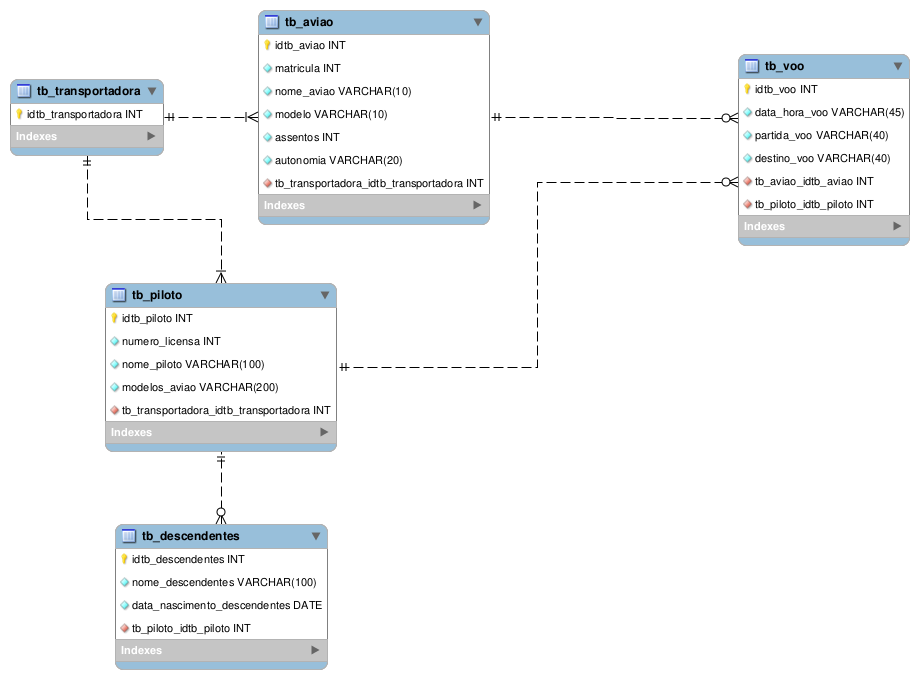 tb_aviao
idtb_aviao INT
matricula INT
nome_aviao VARCHAR(10)
modelo VARCHAR(10)
assentos INT
autonomia VARCHAR(20)
tb_transportadora_idtb_transportadora INT
Indexes
tb_transportadora
idtb_transportadora INT
Indexes
tb_voo
idtb_voo INT
data_hora_voo VARCHAR(45)
partida_voo VARCHAR(40)
destino_voo VARCHAR(40)
tb_aviao_idtb_aviao INT
tb_piloto_idtb_piloto INT
Indexes
tb_piloto
idtb_piloto INT
numero_licensa INT
nome_piloto VARCHAR(100)
modelos_aviao VARCHAR(200)
tb_transportadora_idtb_transportadora INT
Indexes
tb_descendentes
idtb_descendentes INT
nome_descendentes VARCHAR(100)
data_nascimento_descendentes DATE
tb_piloto_idtb_piloto INT
Indexes